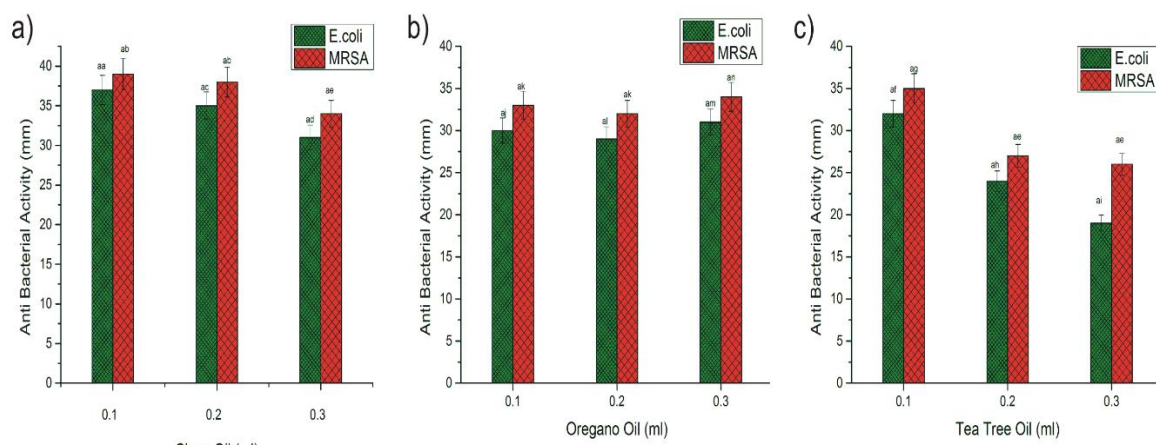 a)
E.coli
MRSA
Anti Bacterial Activity (mm)
40
35
30
25
20
15
10
5
0
aa
ab
ac
ab
ad
ae
0.1
0.2
0.3
Oil (ml)
b)
E.coli
MRSA
Anti Bacterial Activity (mm)
40
35
30
25
20
15
10
5
0
aj
ak
al
ak
am
an
0.1
0.2
0.3
Oregano Oil (ml)
c)
E.coli
MRSA
Anti Bacterial Activity (mm)
40
35
30
25
20
15
10
5
0
af
ag
ah
ae
ai
ae
0.1
0.2
0.3
Tea Tree Oil (ml)